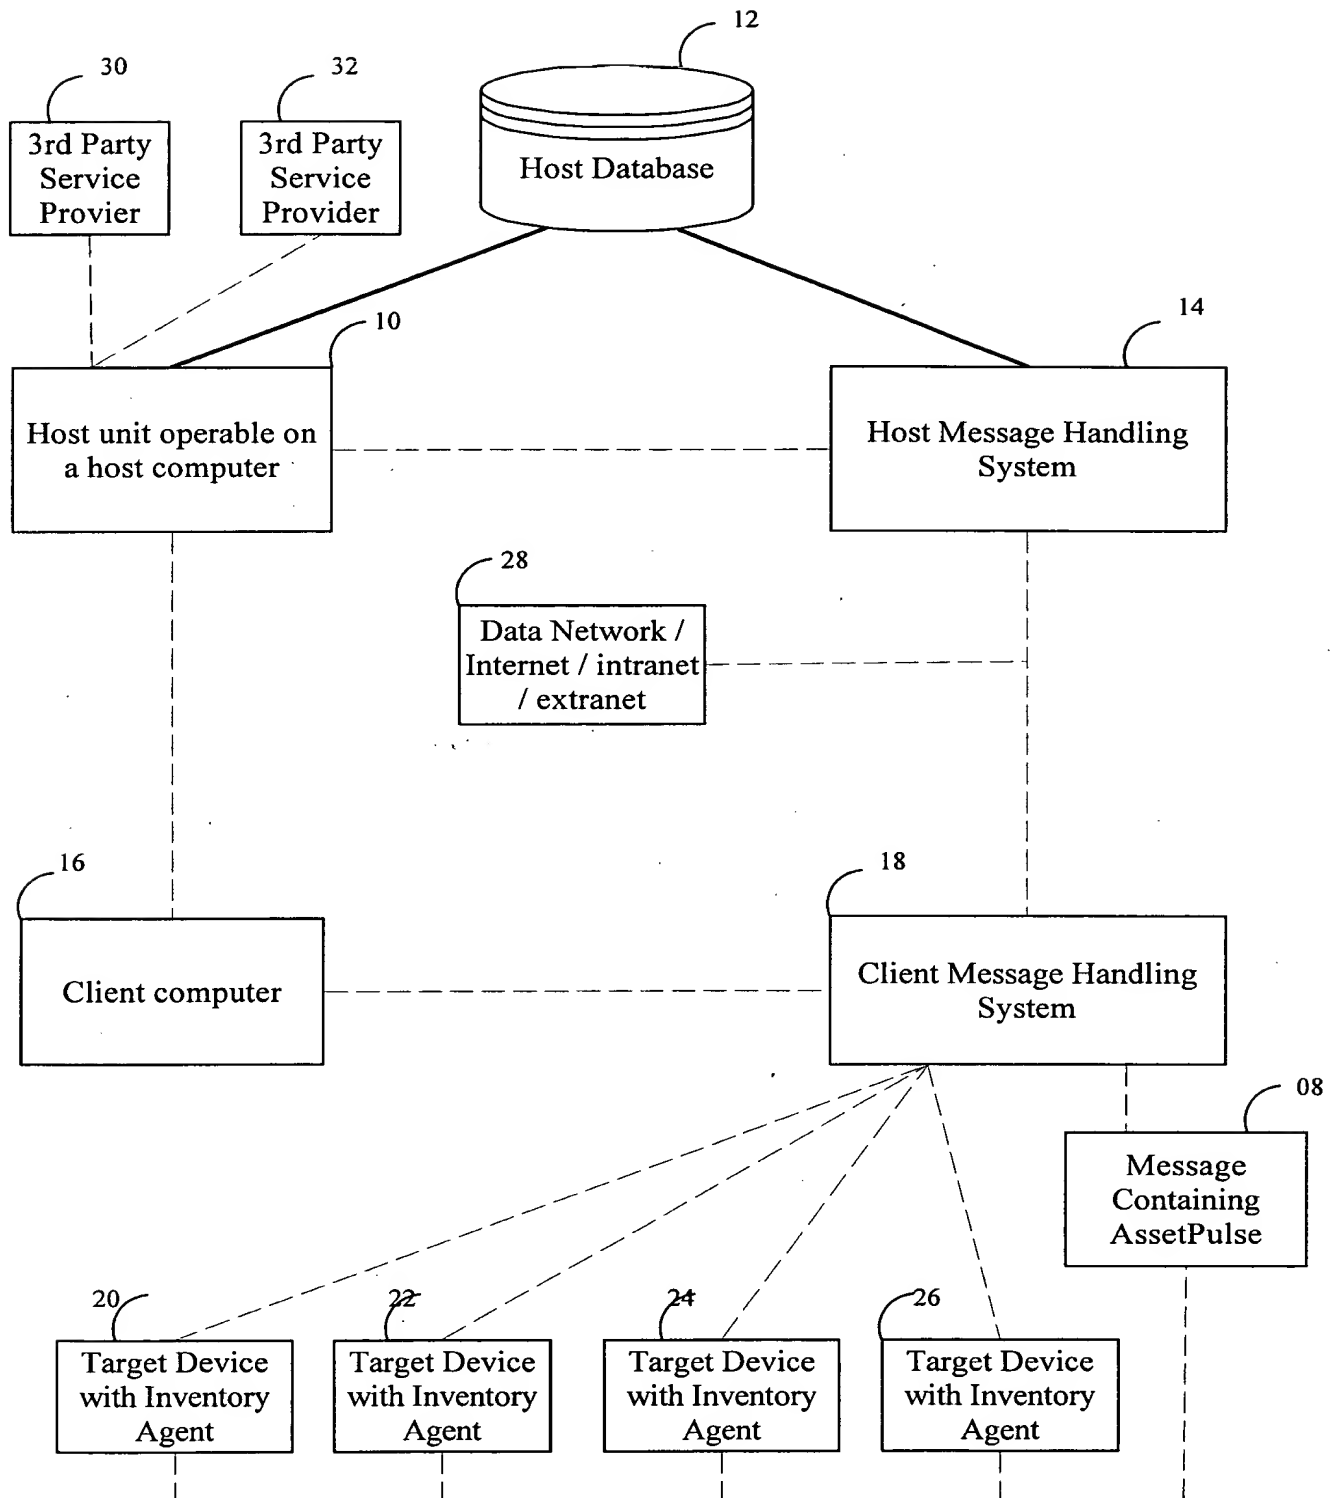 12
30
32
3rd Party
Service
Provier
3rd Party
Service
Provider
Host Database
10
14
Host unit operable on
a host computer
Host Message Handling
System
28
Data Network /
Internet / intranet
/ extranet
16
18
Client computer
Client Message Handling
System
08
Message
Containing
AssetPulse
20
22
24
26
Target Device
with Inventory
Agent
Target Device
with Inventory
Agent
Target Device
with Inventory
Agent
Target Device
with Inventory
Agent